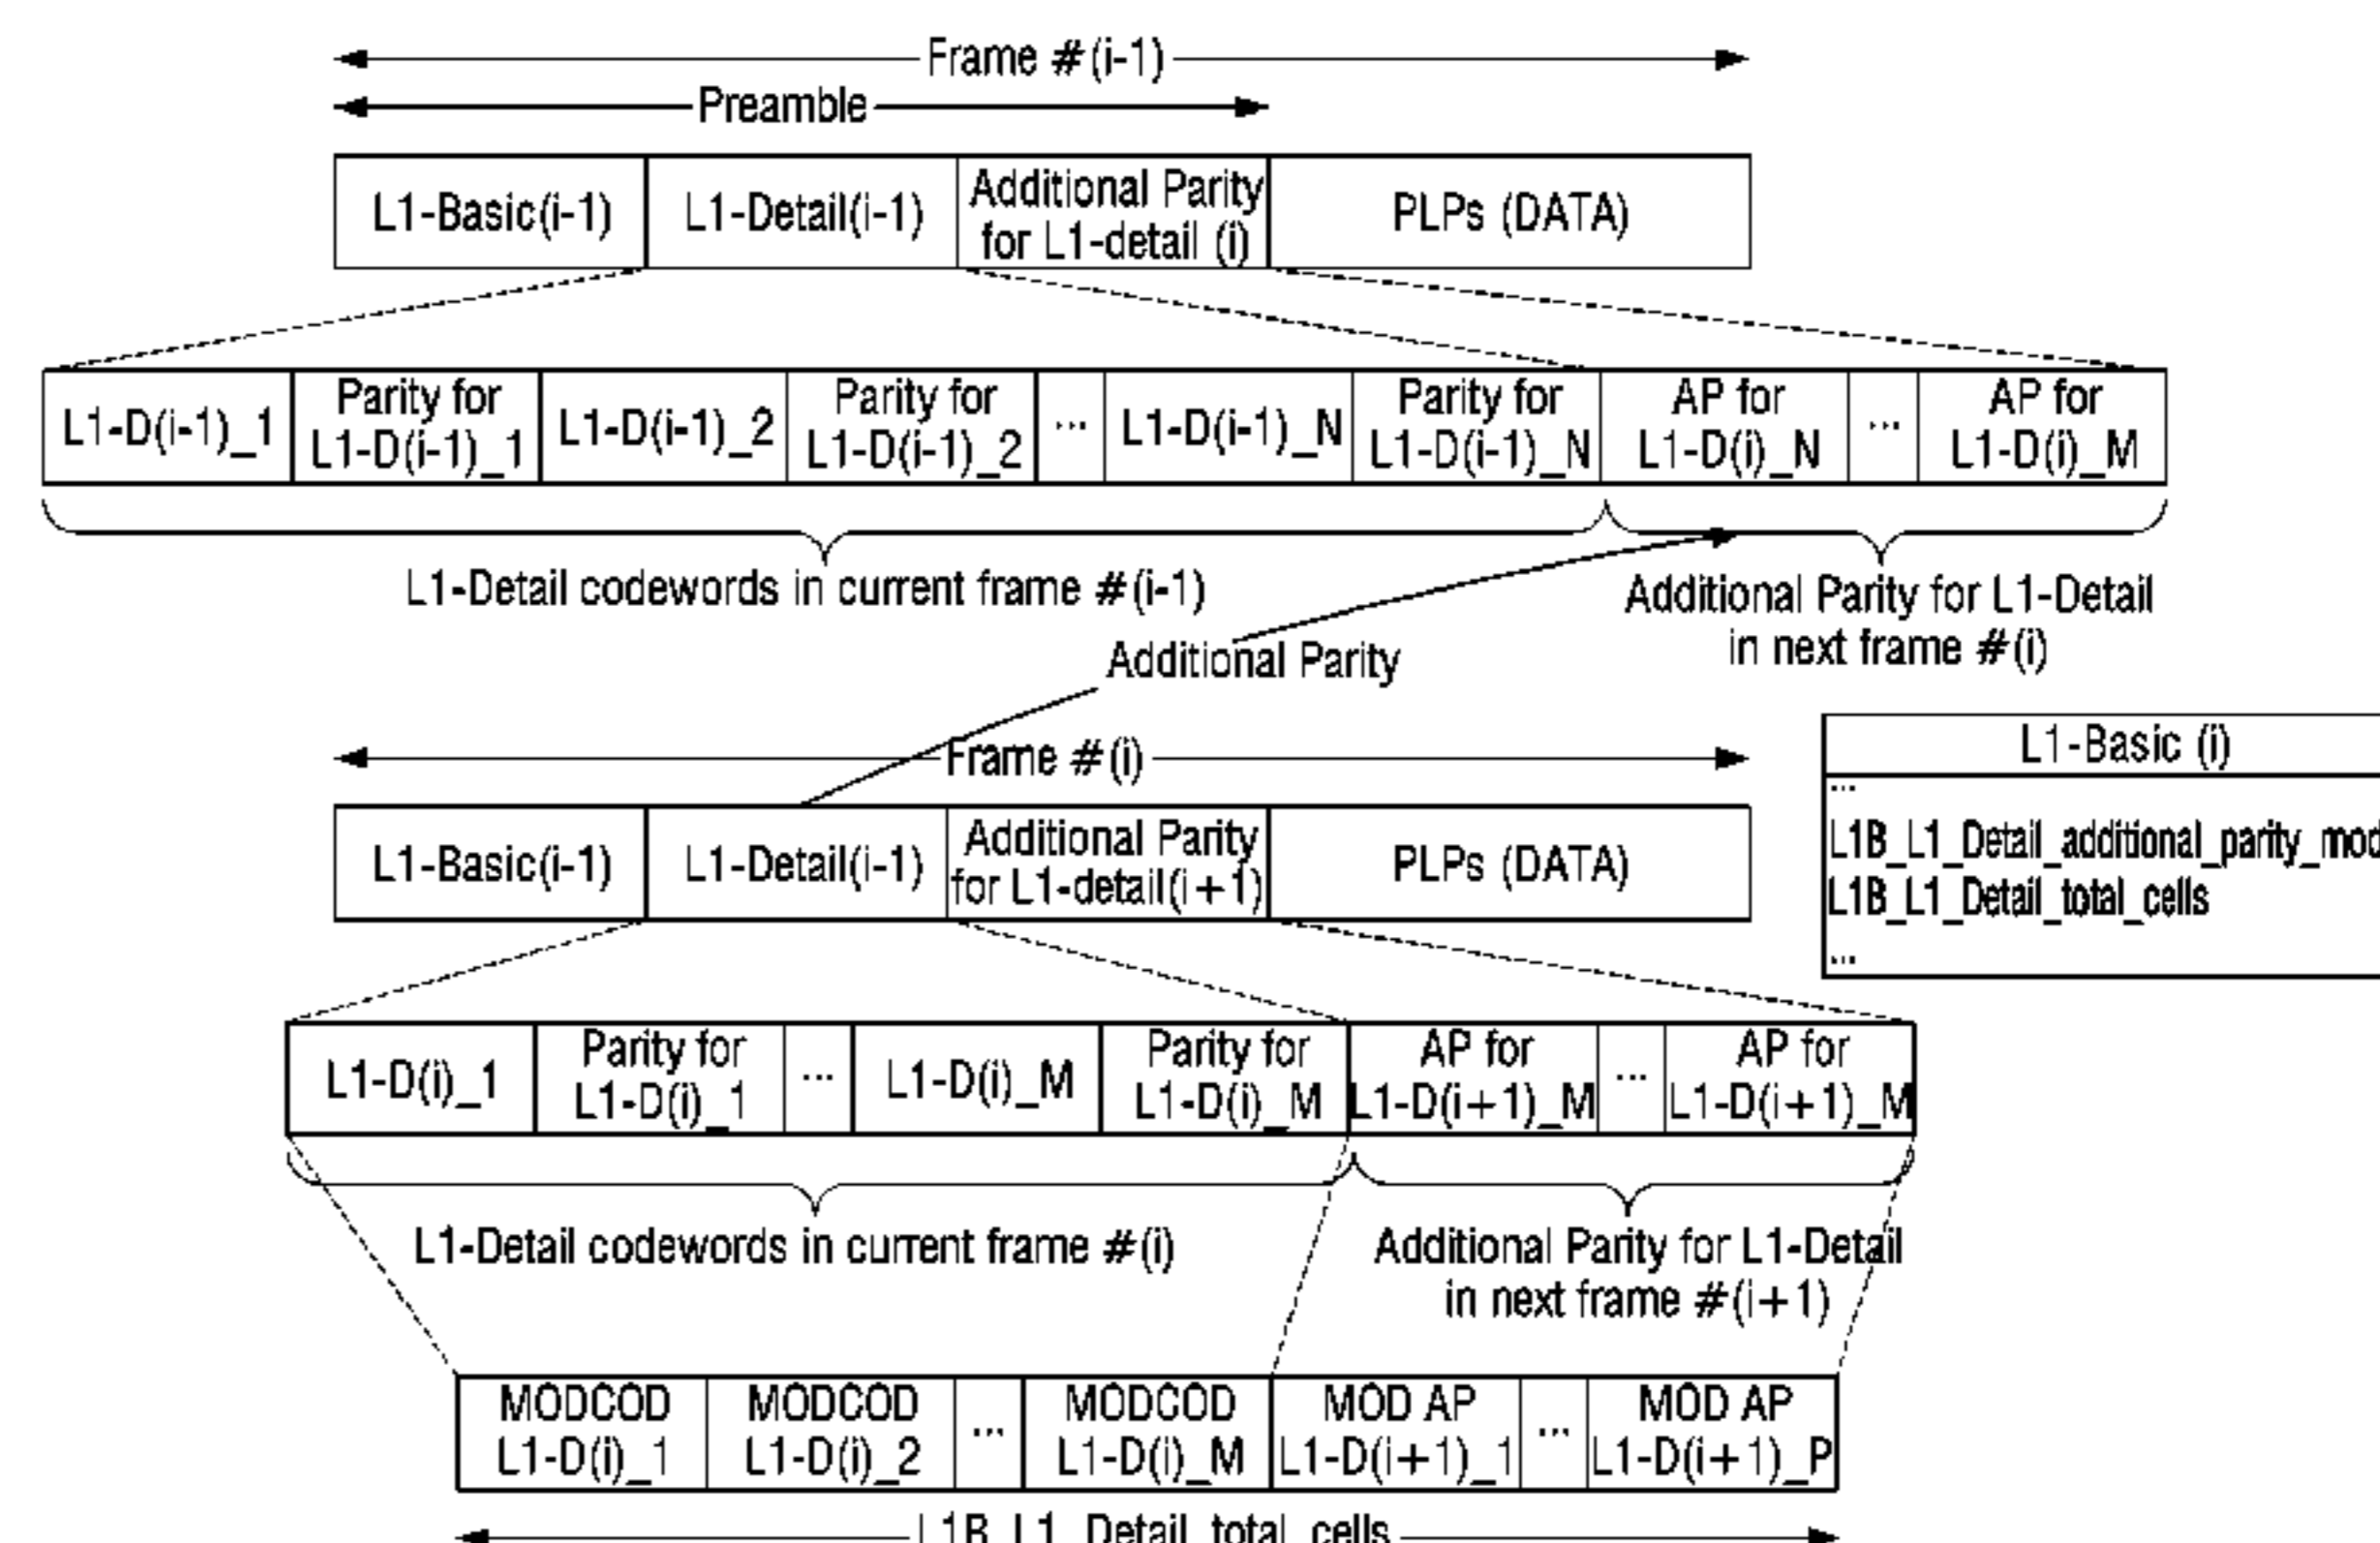 Frame #(i-1)
Preamble
L1-Basic(i-1)
L1-Detail(i-1)
Additional Parity
for L1-detail (i)
PLPs (DATA)
L1-D(i-1)_1
Parity for
L1-D(i-1)_1
L1-D(i-1)_2
Parity for
L1-D(i-1)_2
...
L1-D(i-1)_N
Parity for
L1-D(i-1)_N
AP for
L1-D(i)_N
...
AP for
L1-D(i)_M
L1-Detail codewords in current frame #(i-1)
Additional Parity for L1-Detail
in next frame #(i)
Additional Parity
Frame #(i)
L1-Basic(i-1)
L1-Detail(i-1)
Additional Parity
for L1-detail(i+1)
PLPs (DATA)
L1-Basic (i)
...
L1B_L1_Detail_additional_parity_mod
L1B_L1_Detail_total_cells
...
L1-D(i)_1
Parity for
L1-D(i)_1
...
L1-D(i)_M
Parity for
L1-D(i)_M
AP for
L1-D(i+1)_M
...
AP for
L1-D(i+1)_M
L1-Detail codewords in current frame #(i)
Additional Parity for L1-Detail
in next frame #(i+1)
MODCOD
L1-D(i)_1
MODCOD
L1-D(i)_2
...
MODCOD
L1-D(i)_M
MOD AP
L1-D(i+1)_1
...
MOD AP
L1-D(i+1)_P
L1B_L1_Detail_total_cells